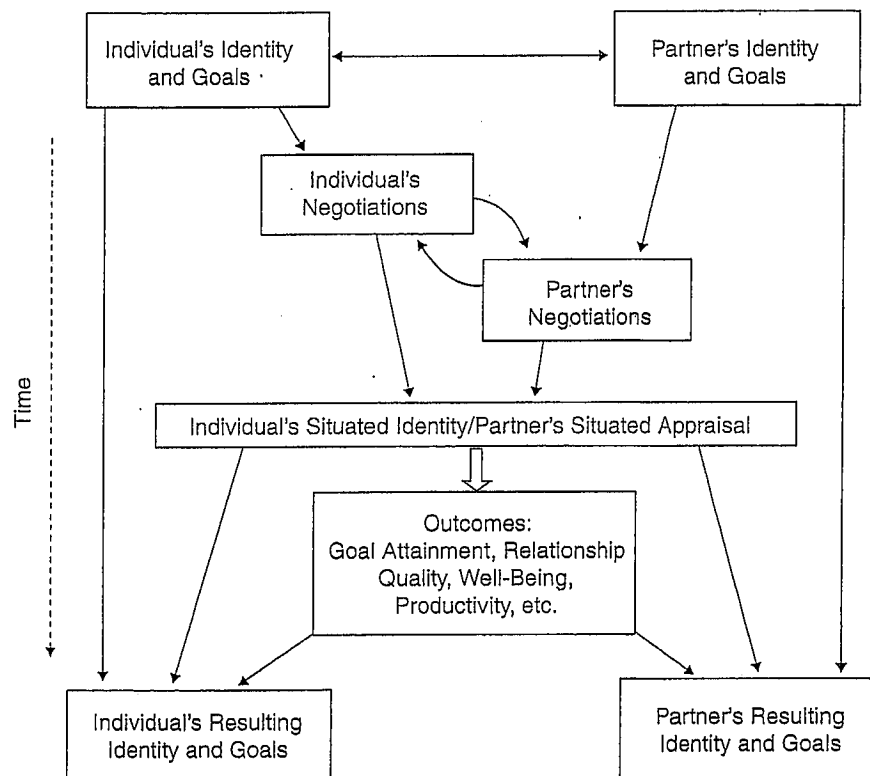 Individual's Identity
and Goals
Partner's Identity
and Goals
Individual's
Negotiations
Partner's
Negotiations
Time
Individual's Situated Identity/Partner's Situated Appraisal
Outcomes:
Goal Attainment, Relationship
Quality, Well-Being,
Productivity, etc.
Individual's Resulting
Identity and Goals
Partner's Resulting
Identity and Goals